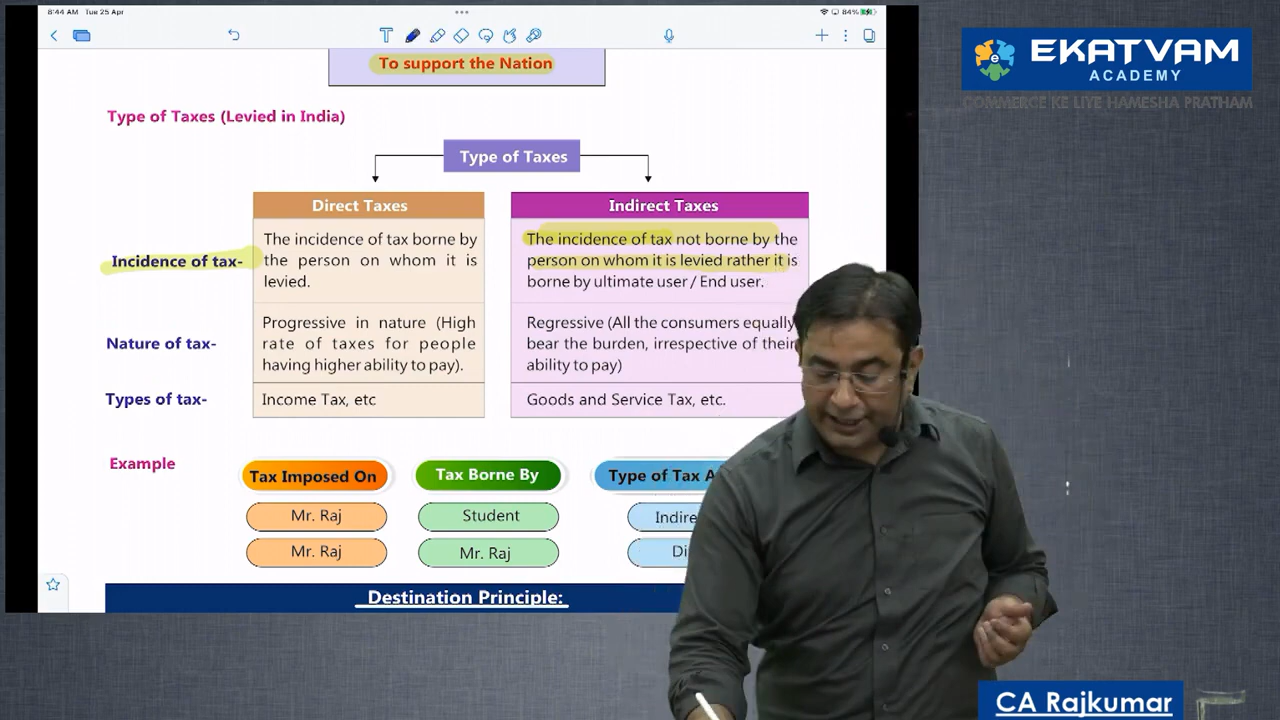 8:44 AM Tue 25 Apr
84%
To support the Nation
Type of Taxes (Levied in India)
Type of Taxes
Direct Taxes
Indirect Taxes
Incidence of tax-
The incidence of tax borne by
the person on whom it is
levied.
The incidence of tax not borne by the
person on whom it is levied rather it is
borne by ultimate user / End user.
Nature of tax-
Progressive in nature (High
rate of taxes for people
having higher ability to pay).
Regressive (All the consumers equally
bear the burden, irrespective of their
ability to pay)
Types of tax-
Income Tax, etc
Goods and Service Tax, etc.
Example
Tax Imposed On
Tax Borne By
Type of Tax
Mr. Raj
Student
Mr. Raj
Mr. Raj
Destination Principle:
EKATVAM
ACADEMY
COMMERCE KE LIYE HAMESHA PRATHAM
CA Rajkumar